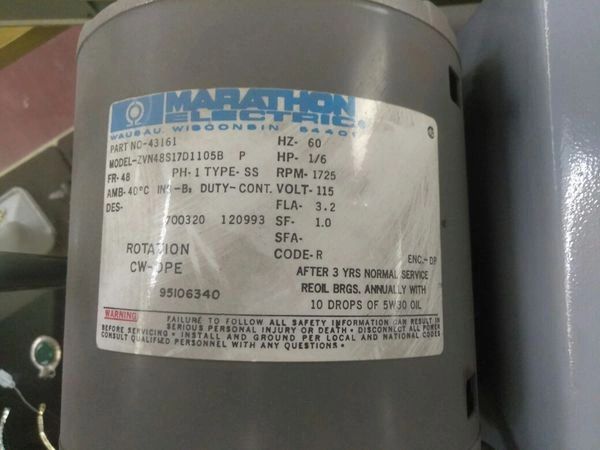 MARATHON
ELECTRIC
WAUSAU, WISCONSIN 54401
PART NO-43161 HZ- 60
MODEL-ZVN48S17D1105B P HP- 1/6
FR-48 PH-1 TYPE-SS RPM-1725
AMB-40°C INS-B2 DUTY-CONT. VOLT-115
DES- FLA- 3.2
700320 120993 SF- 1.0
SFA-
ROTATION CODE-R ENC.-DP
CW-OPE AFTER 3 YRS NORMAL SERVICE
95106340 REOIL BRGS. ANNUALLY WITH
10 DROPS OF 5W30 OIL
WARNING FAILURE TO FOLLOW ALL SAFETY INFORMATION CAN RESULT IN
SERIOUS PERSONAL INJURY OR DEATH • DISCONNECT ALL POWER
BEFORE SERVICING • INSTALL AND GROUND PER LOCAL AND NATIONAL CODES
CONSULT QUALIFIED PERSONNEL WITH ANY QUESTIONS •